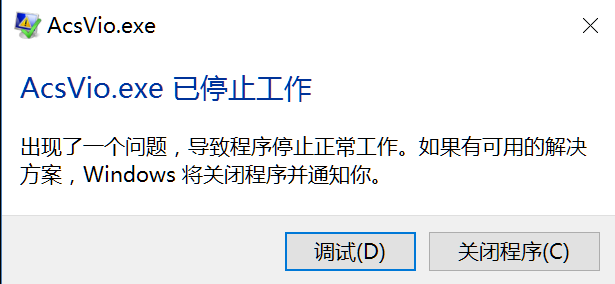 AcsVio.exe
AcsVio.exe 已停止工作
出现了一个问题，导致程序停止正常工作。如果有可用的解决
方案，Windows 将关闭程序并通知你。
调试(D) 关闭程序(C)